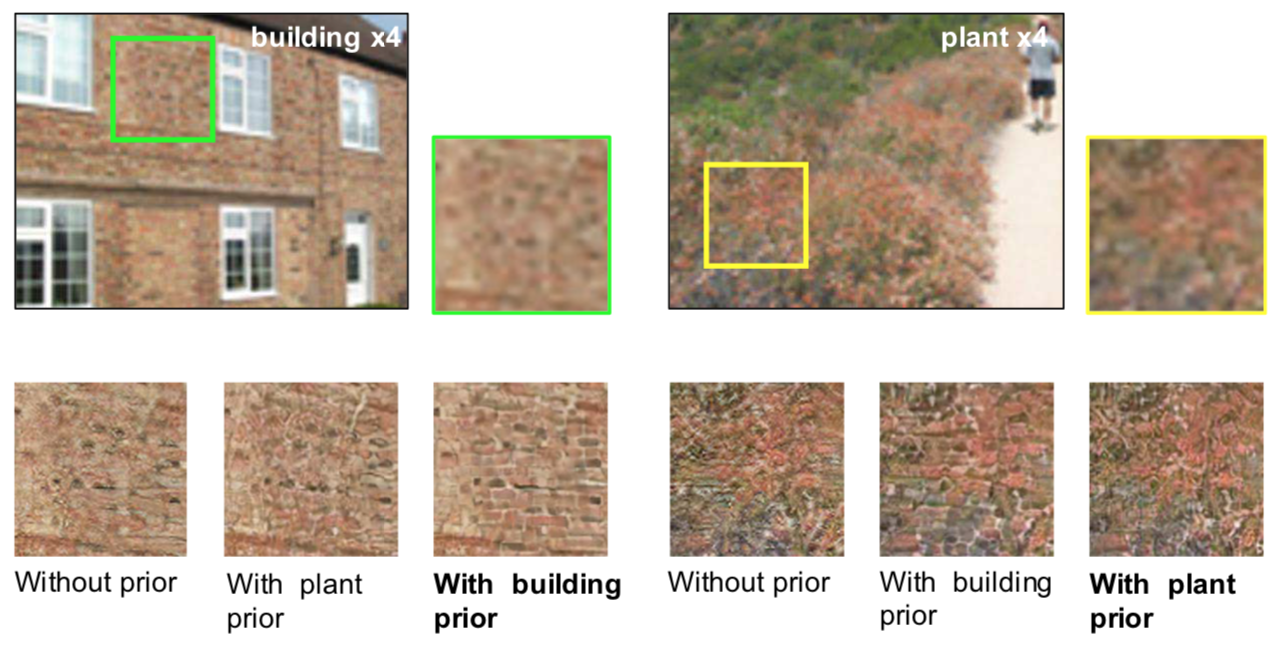 building x4
plant x4
Without prior
With plant
prior
With building
prior
Without prior
With building
prior
With plant
prior